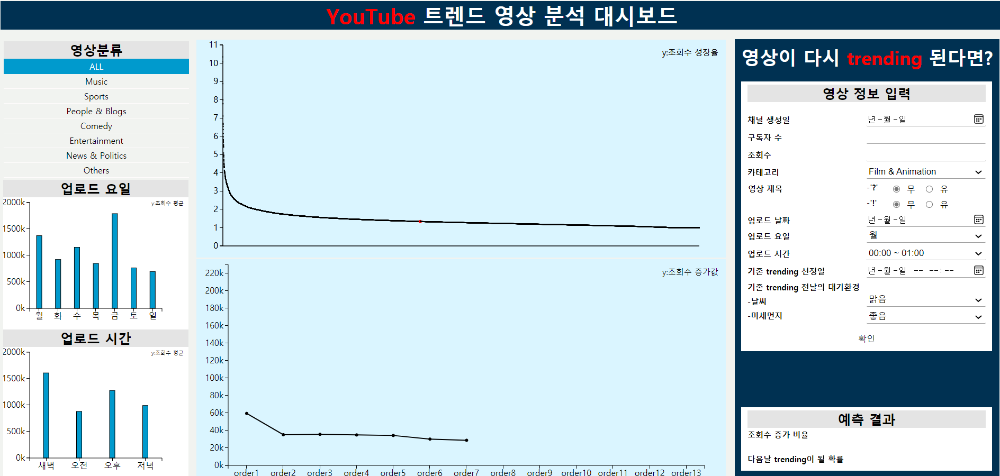 YouTube 트렌드 영상 분석 대시보드
영상분류
ALL
Music
Sports
People & Blogs
Comedy
Entertainment
News & Politics
Others
업로드 요일
y:조회수 평균
2000k
1500k
1000k
500k
0k
월 화 수 목 금 토 일
업로드 시간
y:조회수 평균
2000k
1500k
1000k
500k
0k
새벽 오전 오후 저녁
y:조회수 성장율
11
10
9
8
7
6
5
4
3
2
1
0
y:조회수 증가값
220k
200k
180k
160k
140k
120k
100k
80k
60k
40k
20k
0k
order1 order2 order3 order4 order5 order6 order7 order8 order9 order10 order11 order12 order13
영상이 다시 trending 된다면?
영상 정보 입력
채널 생성일 년-월-일
구독자 수
조회수
카테고리 Film & Animation
영상 제목 -'?' 무 유
-'!' 무 유
업로드 날짜 년-월-일
업로드 요일 월
업로드 시간 00:00 ~ 01:00
기존 trending 선정일 년-월-일 -- --:--
기존 trending 전날의 대기환경
-날씨 맑음
-미세먼지 좋음
확인
예측 결과
조회수 증가 비율
다음날 trending이 될 확률